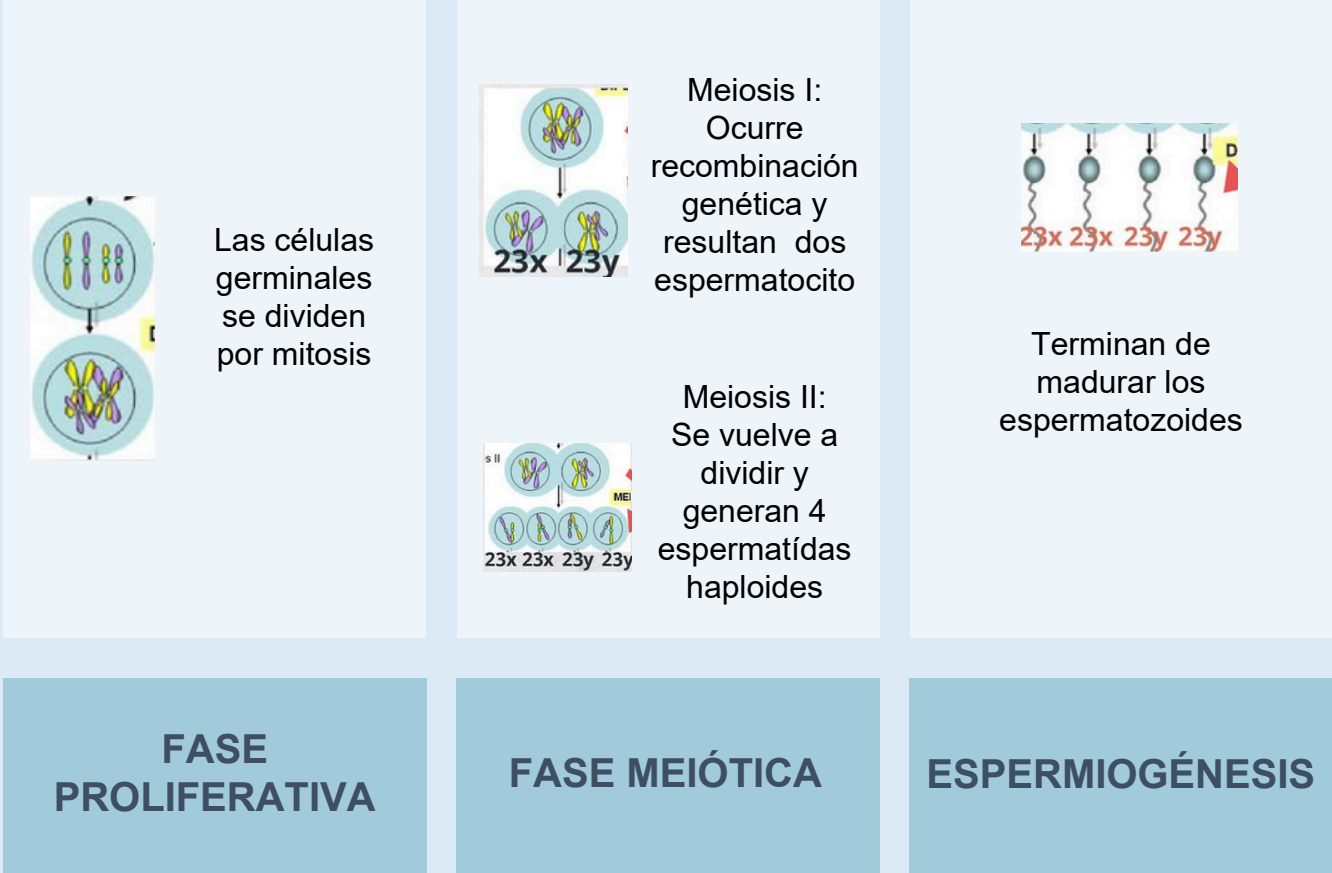 Las células
germinales
se dividen
por mitosis
Meiosis I:
Ocurre
recombinación
genética y
resultan dos
espermatocito
23x 23y
Meiosis II:
Se vuelve a
dividir y
generan 4
espermatídas
haploides
s II
23x 23x 23y 23y
23x 23x 23y 23y
Terminan de
madurar los
espermatozoides
FASE
PROLIFERATIVA
FASE MEIÓTICA
ESPERMIOGÉNESIS